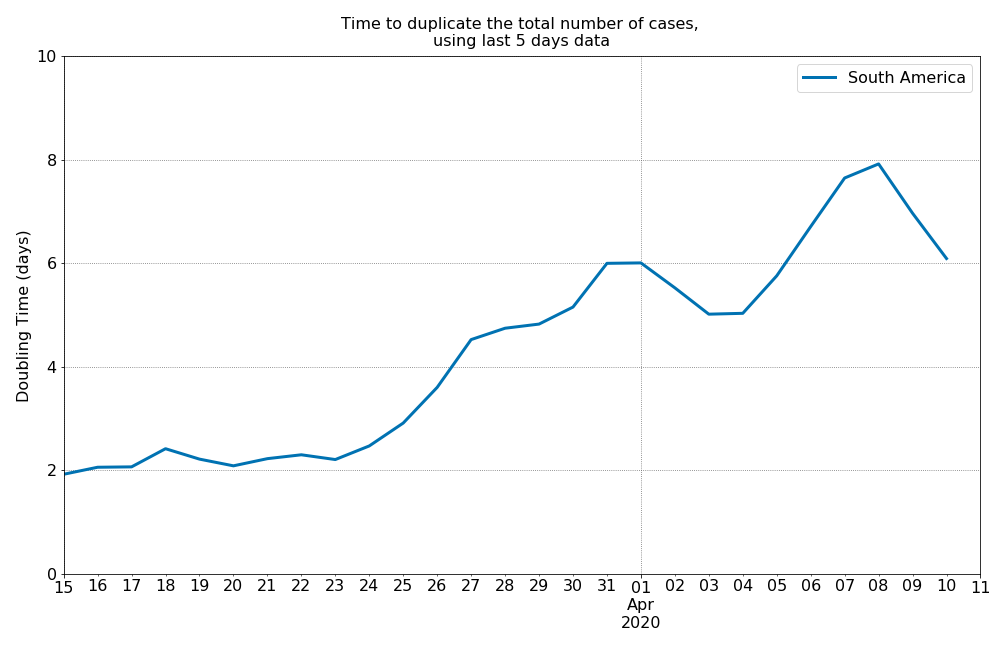 Time to duplicate the total number of cases,
using last 5 days data
10
South America
8
6
4
2
0
Doubling Time (days)
15 16 17 18 19 20 21 22 23 24 25 26 27 28 29 30 31 01 02 03 04 05 06 07 08 09 10 11
Apr
2020